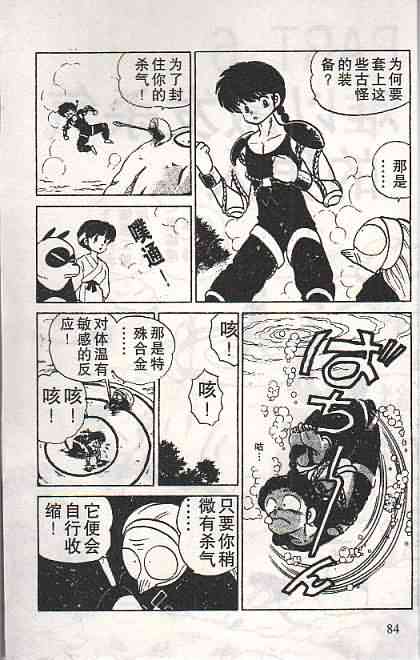 为何要
套上这
些古怪
的装
备？
那是
……
为了封
住你的
杀气！
噗通！
咳！
咳！
那是特
殊合金
……
对体温有
敏感的反
应！
咳！
咳！
ばちーん
咕…
只要你稍
微有杀气
……
它便会
自行收
缩！
84